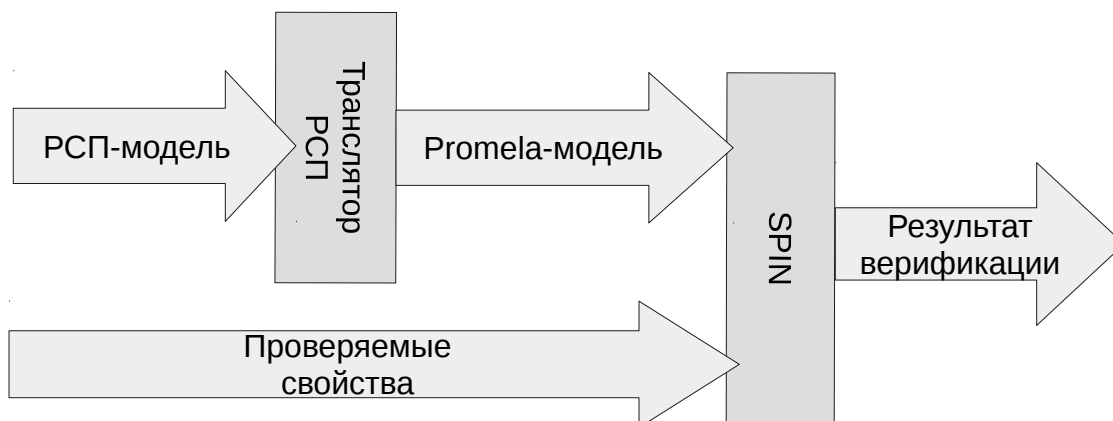 РСП-модель
Транслятор
РСП
Promela-модель
SPIN
Результат
верификации
Проверяемые
свойства